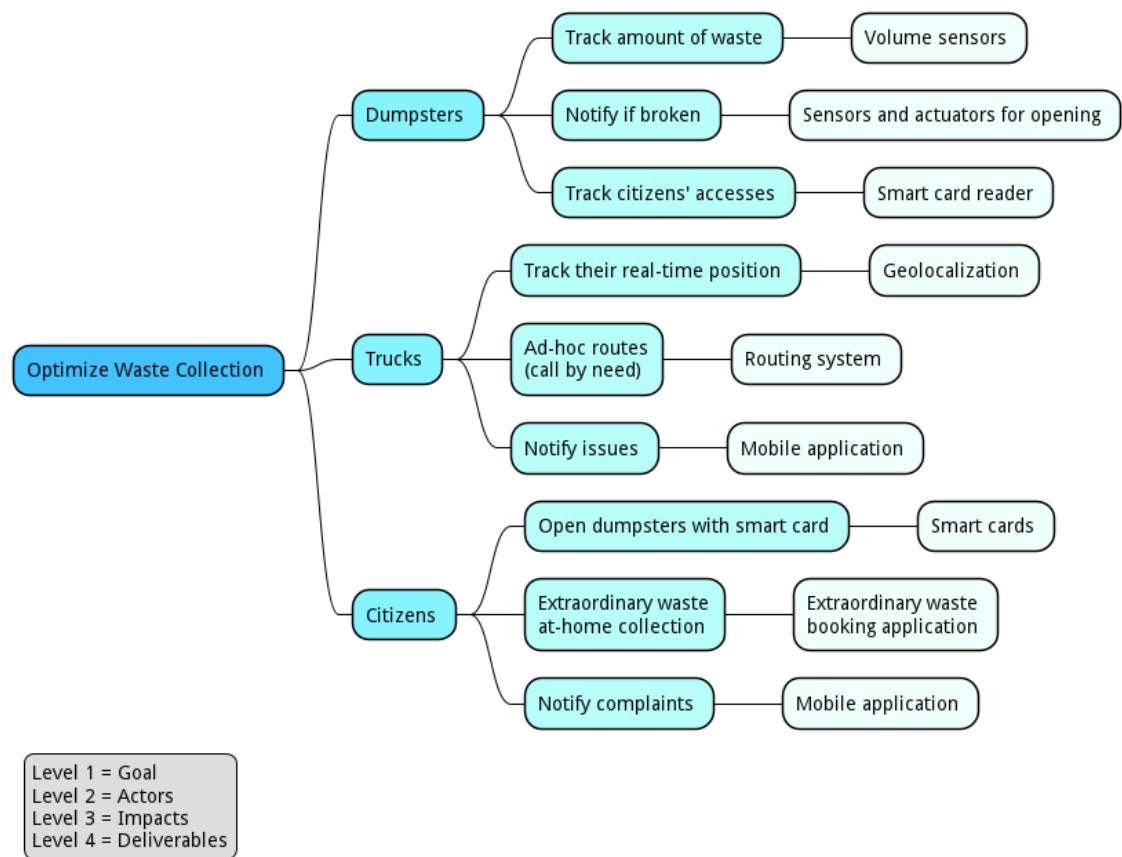 Track amount of waste
Volume sensors
Dumpsters
Notify if broken
Sensors and actuators for opening
Track citizens' accesses
Smart card reader
Track their real-time position
Geolocalization
Optimize Waste Collection
Trucks
Ad-hoc routes
(call by need)
Routing system
Notify issues
Mobile application
Open dumpsters with smart card
Smart cards
Citizens
Extraordinary waste
at-home collection
Extraordinary waste
booking application
Notify complaints
Mobile application
Level 1 = Goal
Level 2 = Actors
Level 3 = Impacts
Level 4 = Deliverables